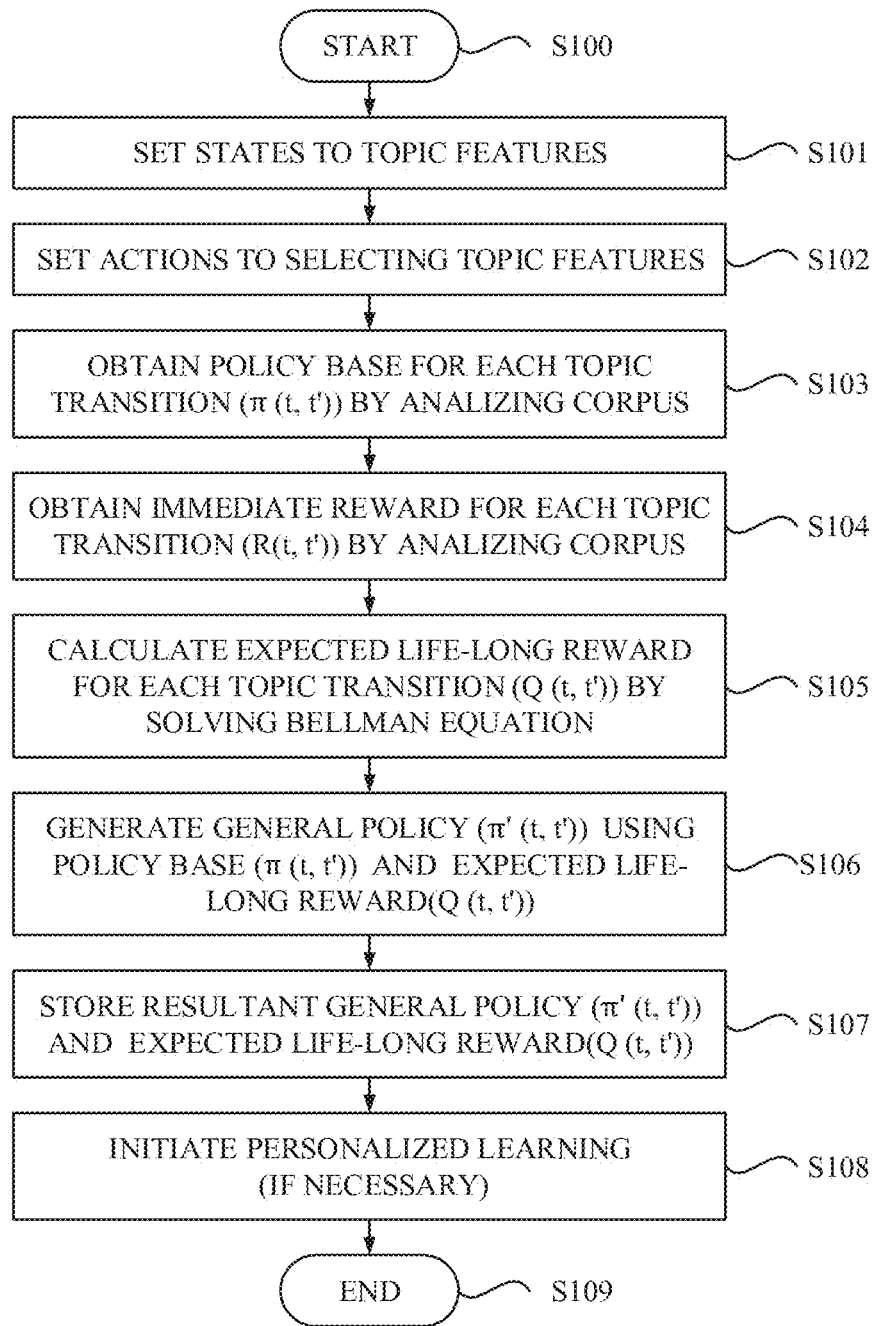 START
S100
SET STATES TO TOPIC FEATURES
S101
SET ACTIONS TO SELECTING TOPIC FEATURES
S102
OBTAIN POLICY BASE FOR EACH TOPIC
TRANSITION (π (t, t')) BY ANALIZING CORPUS
S103
OBTAIN IMMEDIATE REWARD FOR EACH TOPIC
TRANSITION (R(t, t')) BY ANALIZING CORPUS
S104
CALCULATE EXPECTED LIFE-LONG REWARD
FOR EACH TOPIC TRANSITION (Q (t, t')) BY
SOLVING BELLMAN EQUATION
S105
GENERATE GENERAL POLICY (π' (t, t')) USING
POLICY BASE (π (t, t')) AND EXPECTED LIFE-
LONG REWARD(Q (t, t'))
S106
STORE RESULTANT GENERAL POLICY (π' (t, t'))
AND EXPECTED LIFE-LONG REWARD(Q (t, t'))
S107
INITIATE PERSONALIZED LEARNING
(IF NECESSARY)
S108
END
S109